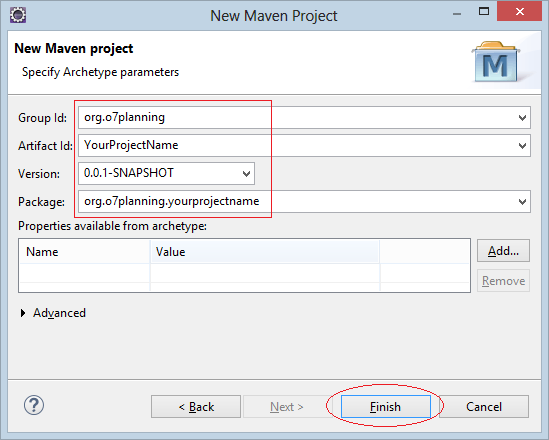 New Maven Project
New Maven project
Specify Archetype parameters
M
Group Id: org.o7planning
Artifact Id: YourProjectName
Version: 0.0.1-SNAPSHOT
Package: org.o7planning.yourprojectname
Properties available from archetype:
Name Value
Add...
Remove
Advanced
? < Back Next > Finish Cancel